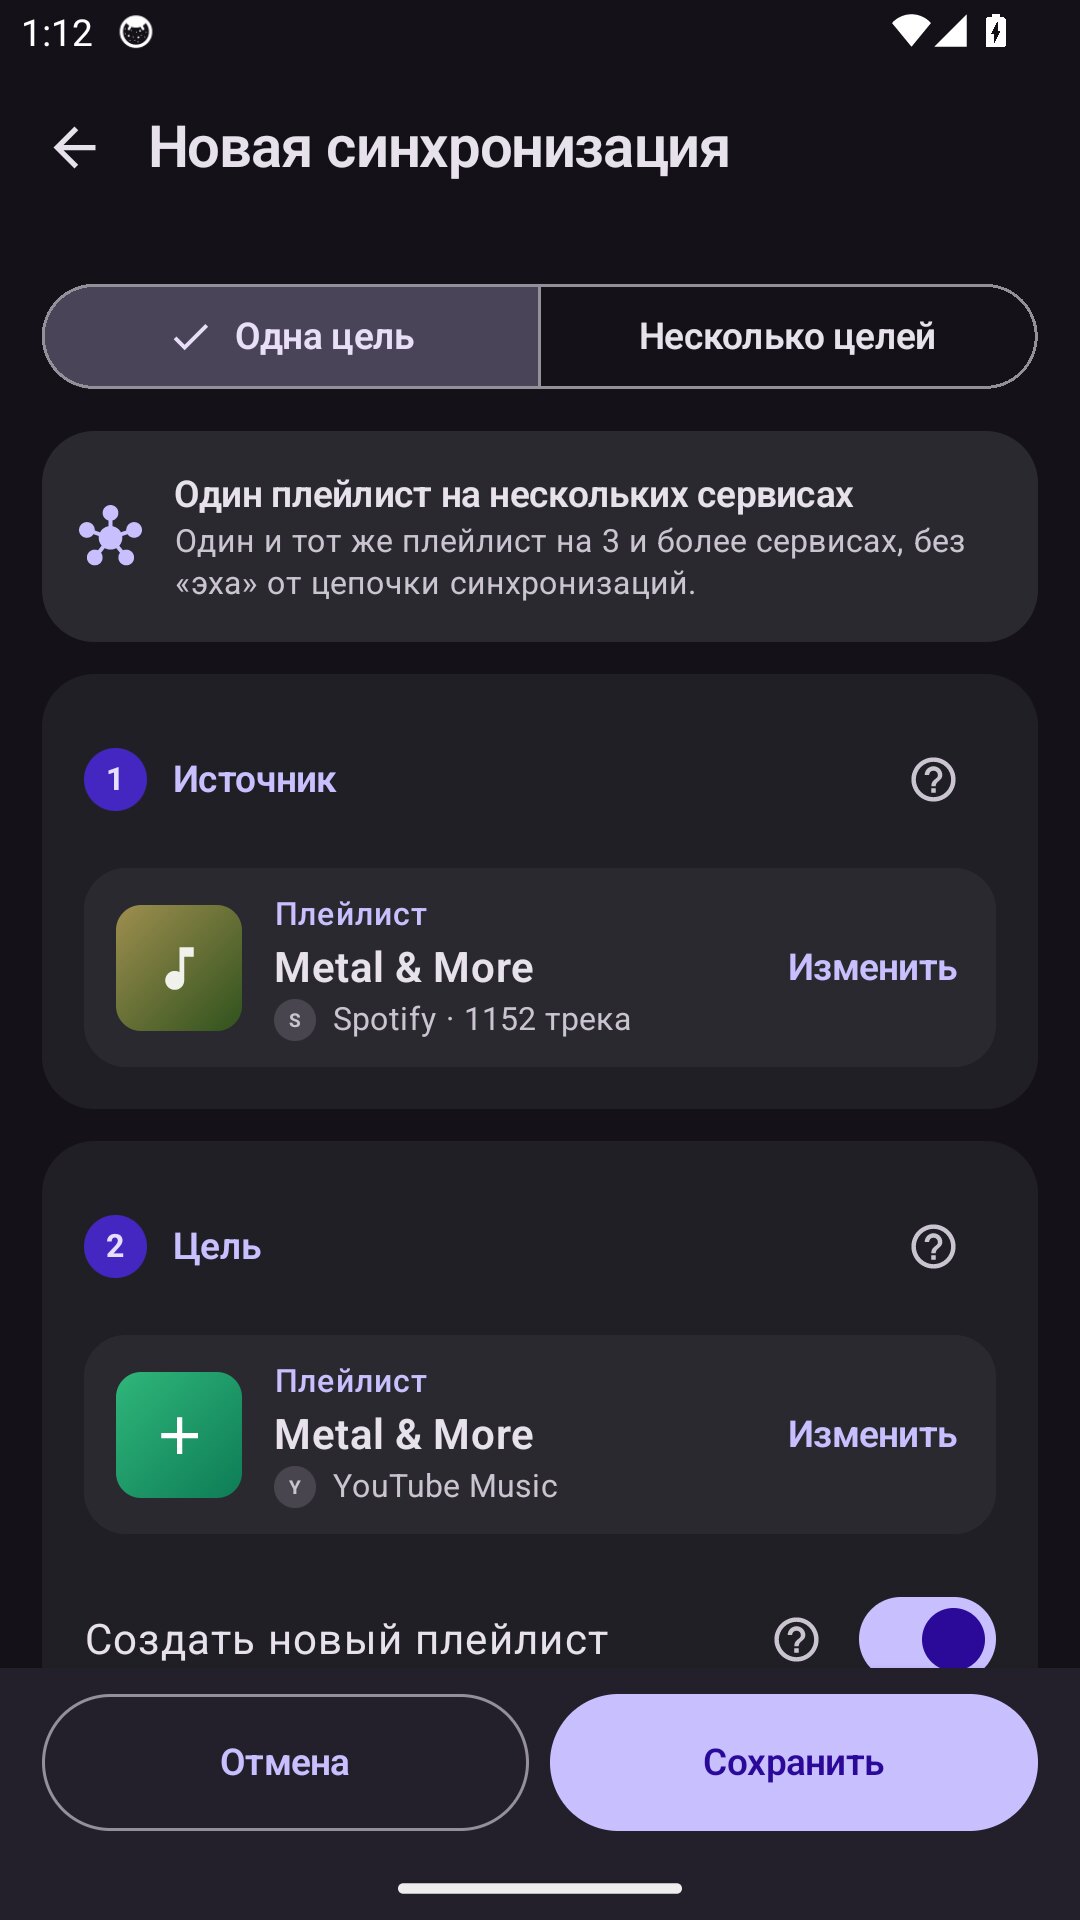 1:12
Новая синхронизация
Одна цель
Несколько целей
Один плейлист на нескольких сервисах
Один и тот же плейлист на 3 и более сервисах, без
«эха» от цепочки синхронизаций.
1 Источник
Плейлист
Metal & More
Изменить
S Spotify · 1152 трека
2 Цель
Плейлист
Metal & More
Изменить
Y YouTube Music
Создать новый плейлист
Отмена
Сохранить